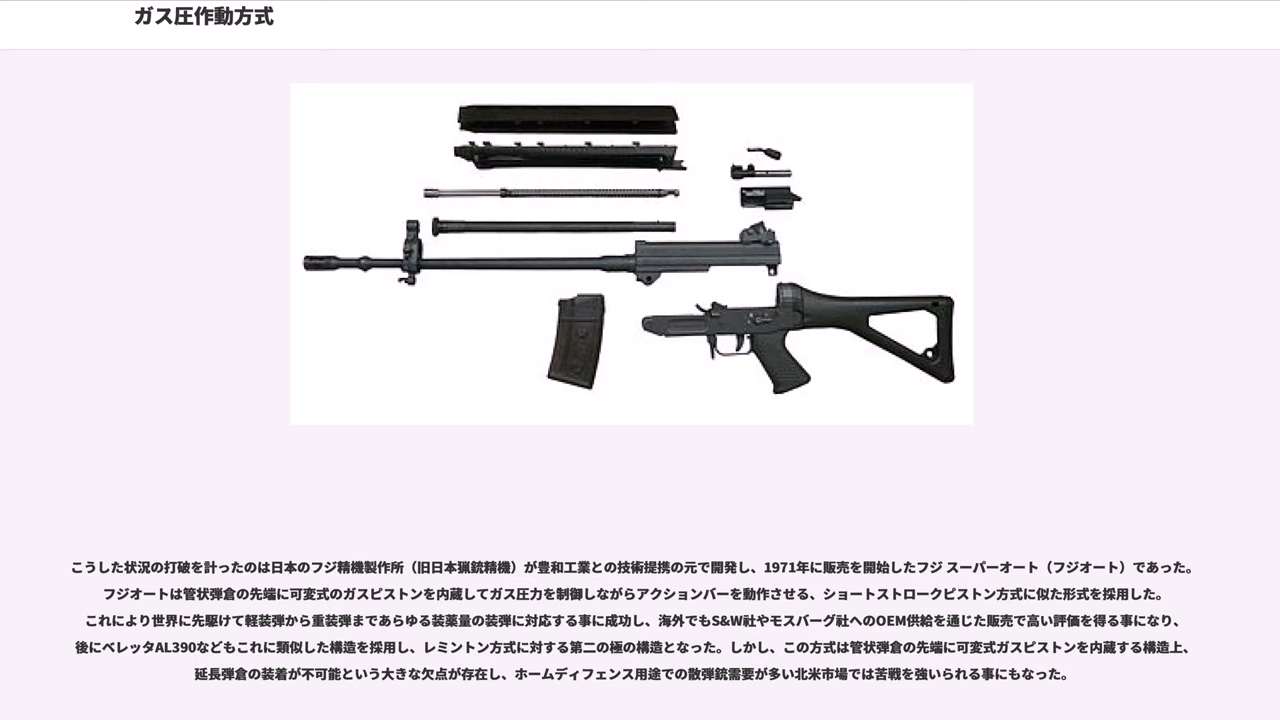 ガス圧作動方式
こうした状況の打破を計ったのは日本のフジ精機製作所（旧日本猟銃精機）が豊和工業との技術提携の元で開発し、1971年に販売を開始したフジ スーパーオート（フジオート）であった。
フジオートは管状弾倉の先端に可変式のガスピストンを内蔵してガス圧力を制御しながらアクションバーを動作させる、ショートストロークピストン方式に似た形式を採用した。
これにより世界に先駆けて軽装弾から重装弾まであらゆる装薬量の装弾に対応する事に成功し、海外でもS&W社やモスバーグ社へのOEM供給を通じた販売で高い評価を得る事になり、
後にベレッタAL390などもこれに類似した構造を採用し、レミントン方式に対する第二の極の構造となった。しかし、この方式は管状弾倉の先端に可変式ガスピストンを内蔵する構造上、
延長弾倉の装着が不可能という大きな欠点が存在し、ホームディフェンス用途での散弾銃需要が多い北米市場では苦戦を強いられる事にもなった。